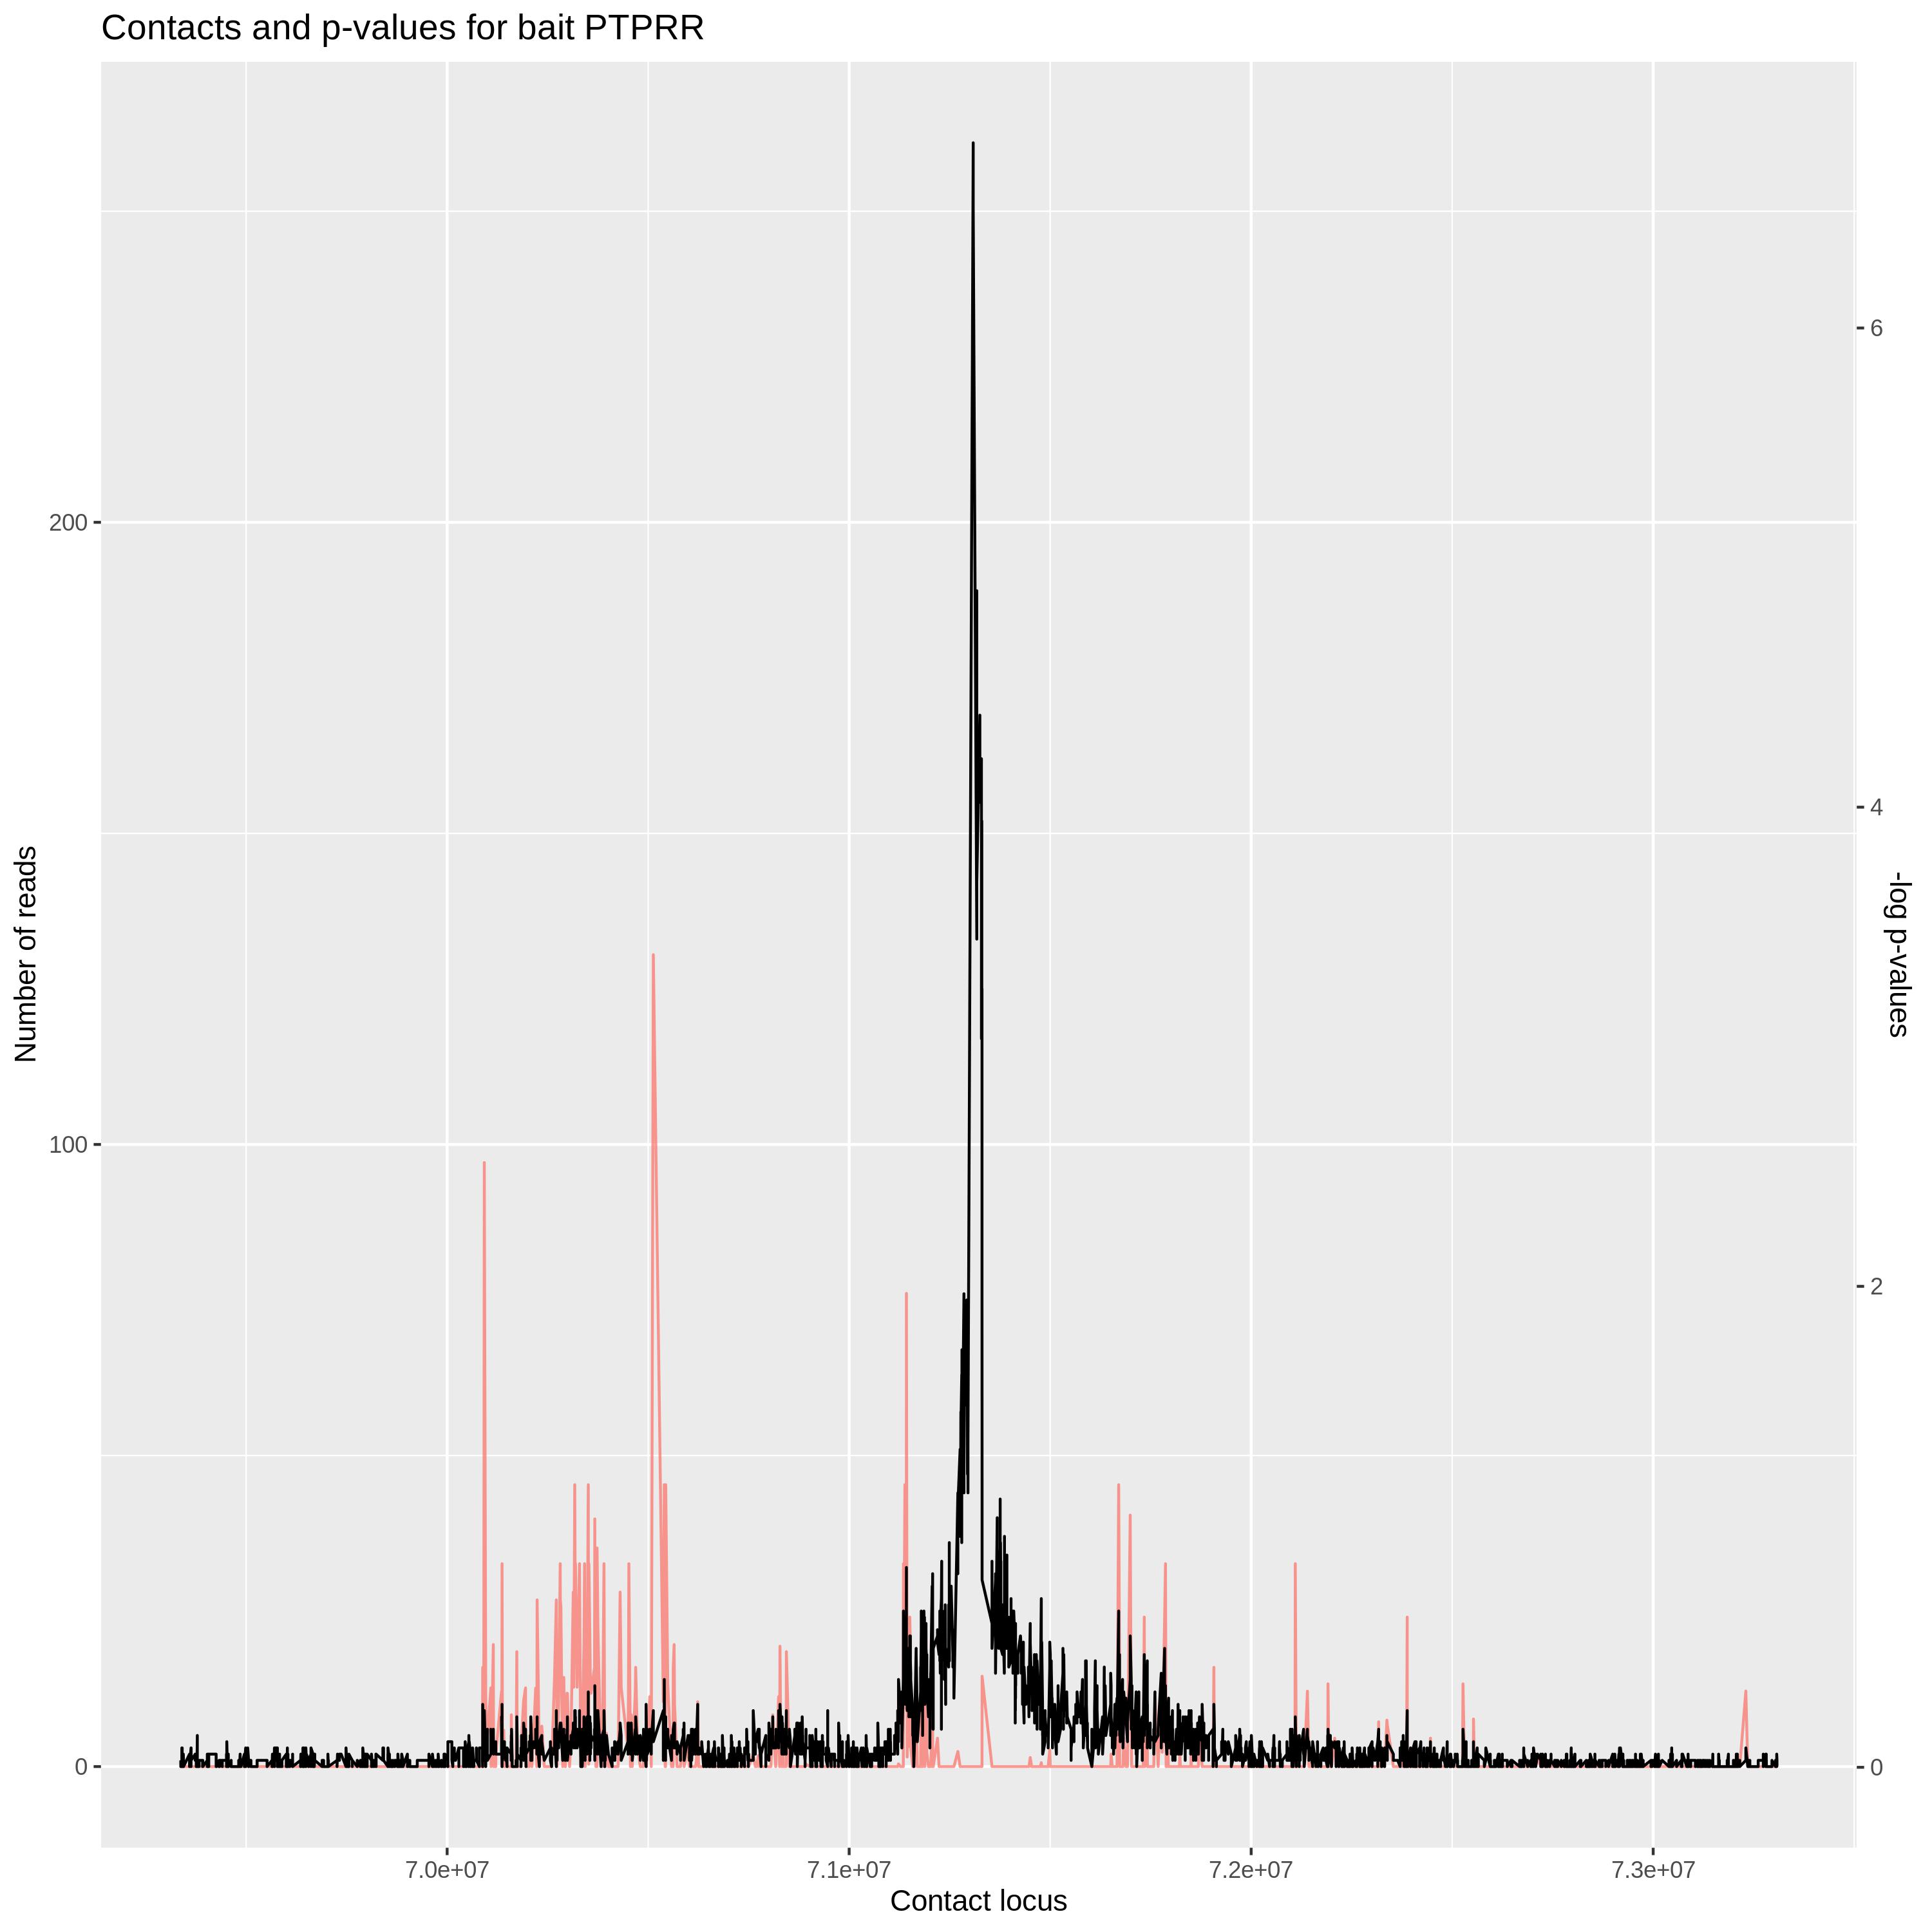 Contacts and p-values for bait PTPRR
Number of reads
200
100
0
6
4
2
0
-log p-values
7.0e+07
7.1e+07
7.2e+07
7.3e+07
Contact locus